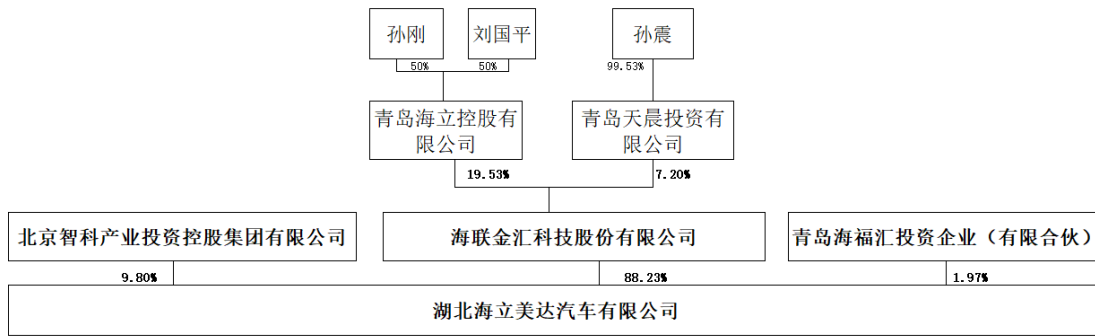 孙刚
刘国平
孙震
50%
50%
99.53%
青岛海立控股有
限公司
青岛天晨投资有
限公司
19.53%
7.20%
北京智科产业投资控股集团有限公司
海联金汇科技股份有限公司
青岛海福汇投资企业（有限合伙）
9.80%
88.23%
1.97%
湖北海立美达汽车有限公司